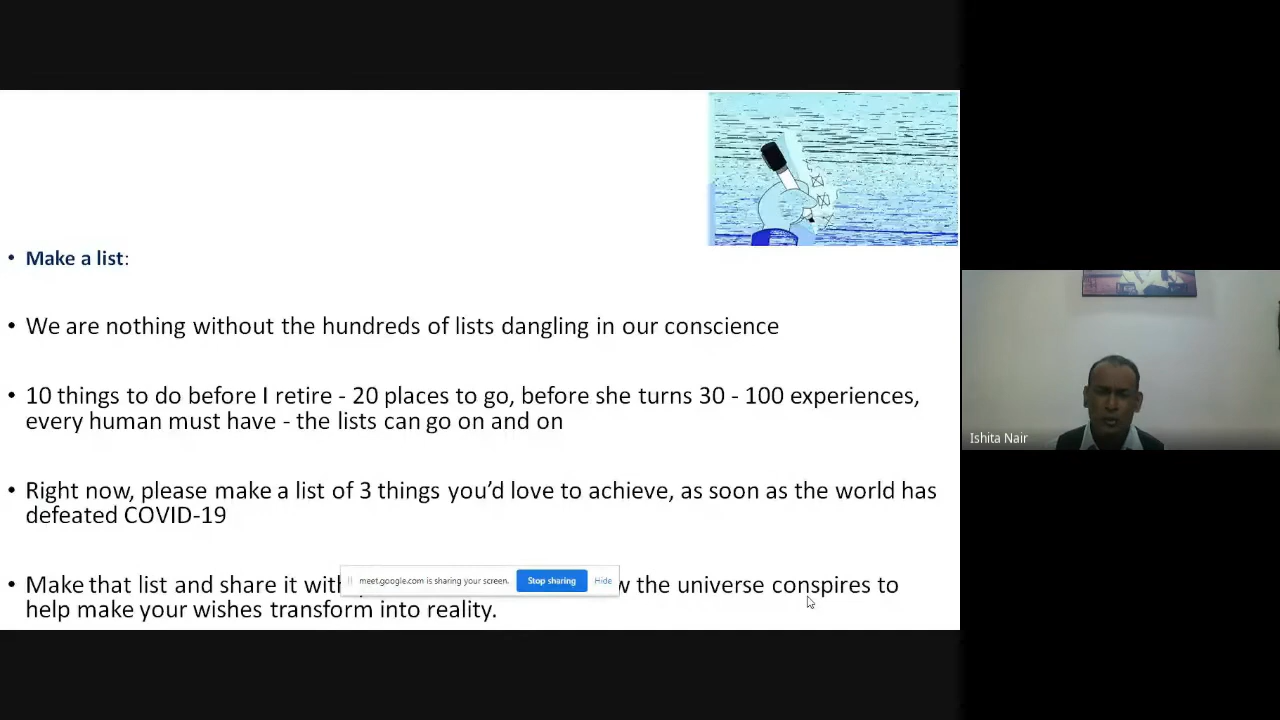 • Make a list:
• We are nothing without the hundreds of lists dangling in our conscience
• 10 things to do before I retire - 20 places to go, before she turns 30 - 100 experiences,
every human must have - the lists can go on and on
• Right now, please make a list of 3 things you’d love to achieve, as soon as the world has
defeated COVID-19
• Make that list and share it with
meet.google.com is sharing your screen. Stop sharing Hide
the universe conspires to
help make your wishes transform into reality.
Ishita Nair